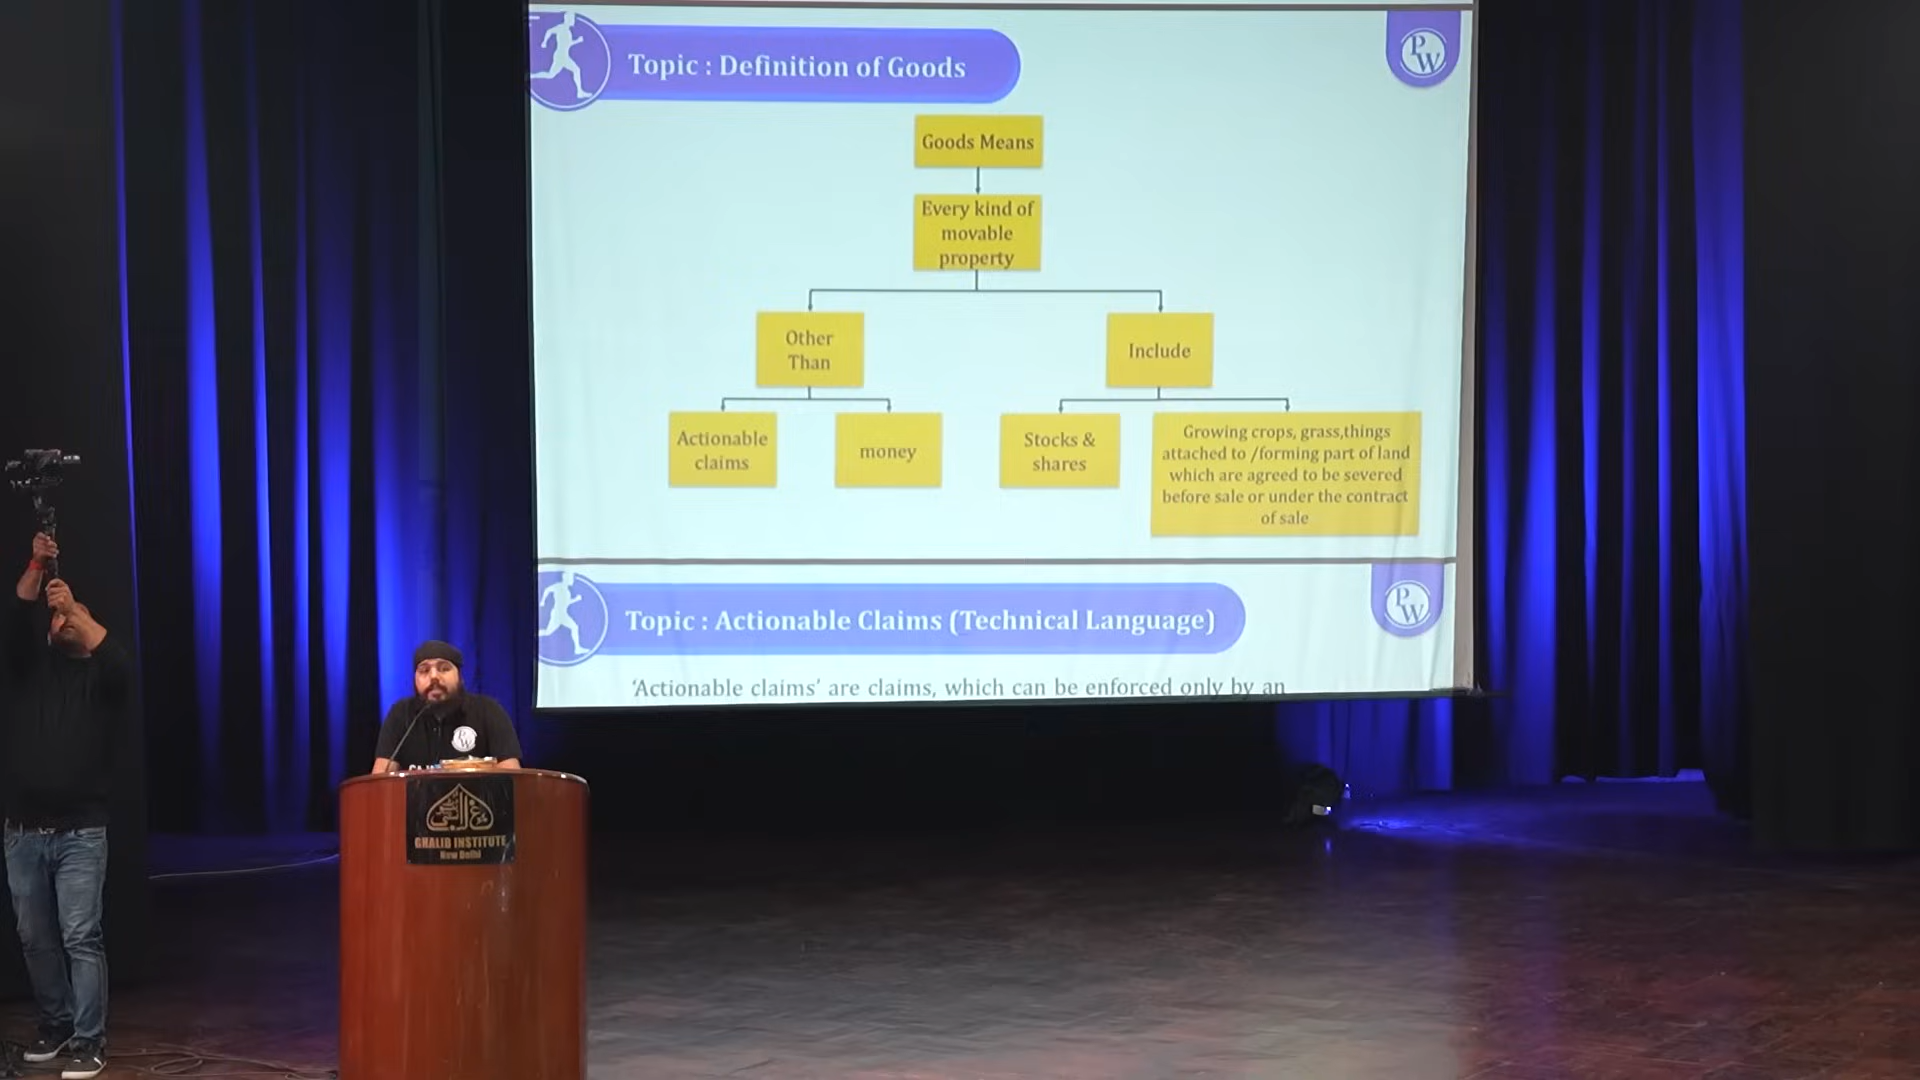 Topic : Definition of Goods
PW
Goods Means
Every kind of
movable
property
Other
Than
Include
Actionable
claims
money
Stocks &
shares
Growing crops, grass,things
attached to /forming part of land
which are agreed to be severed
before sale or under the contract
of sale
Topic : Actionable Claims (Technical Language)
PW
‘Actionable claims’ are claims, which can be enforced only by an
PW
GHALIB INSTITUTE
New Delhi